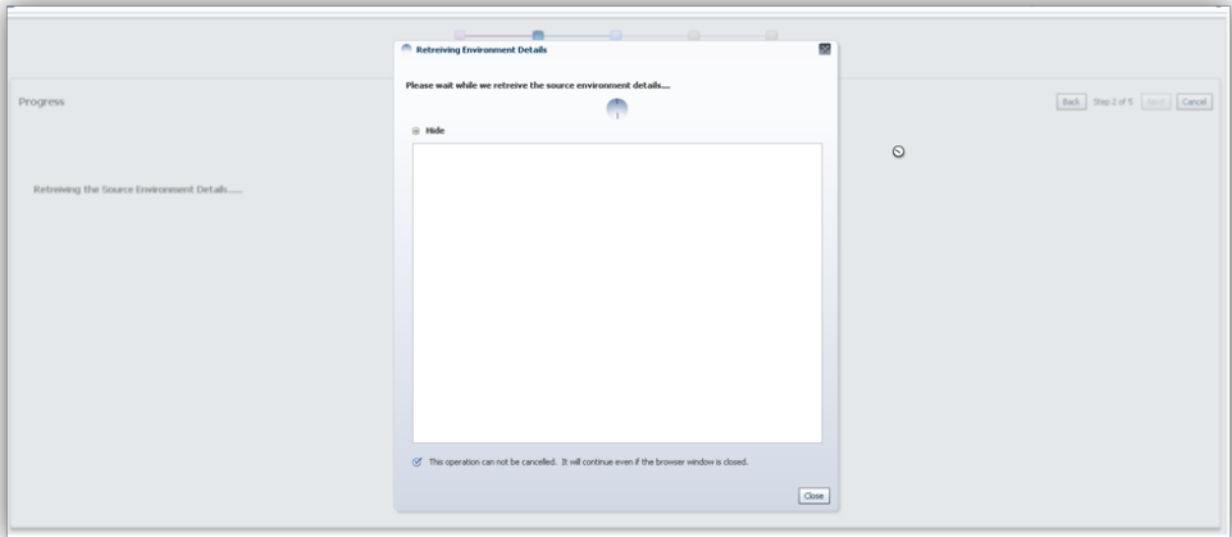 Retreiving Environment Details
Please wait while we retreive the source environment details....
Progress
Back Step 2 of 5 Next Cancel
Hide
Retreiving the Source Environment Details......
This operation can not be cancelled. It will continue even if the browser window is closed.
Close